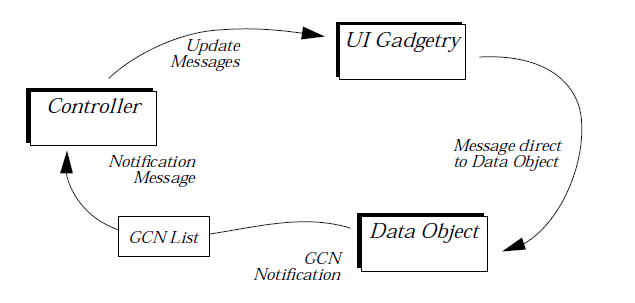 UI Gadgetry
Update
Messages
Controller
Message direct
to Data Object
Notification
Message
GCN List
Data Object
GCN
Notification